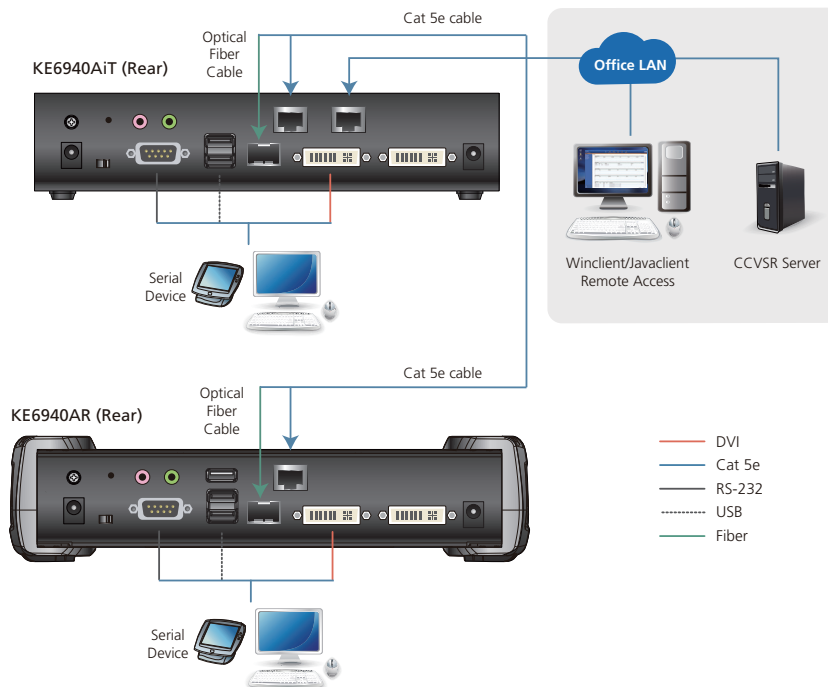 Cat 5e cable
Optical
Fiber
Cable
KE6940AiT (Rear)
Office LAN
Winclient/Javaclient
Remote Access
CCVSR Server
Serial
Device
Cat 5e cable
Optical
Fiber
Cable
KE6940AR (Rear)
DVI
Cat 5e
RS-232
USB
Fiber
Serial
Device